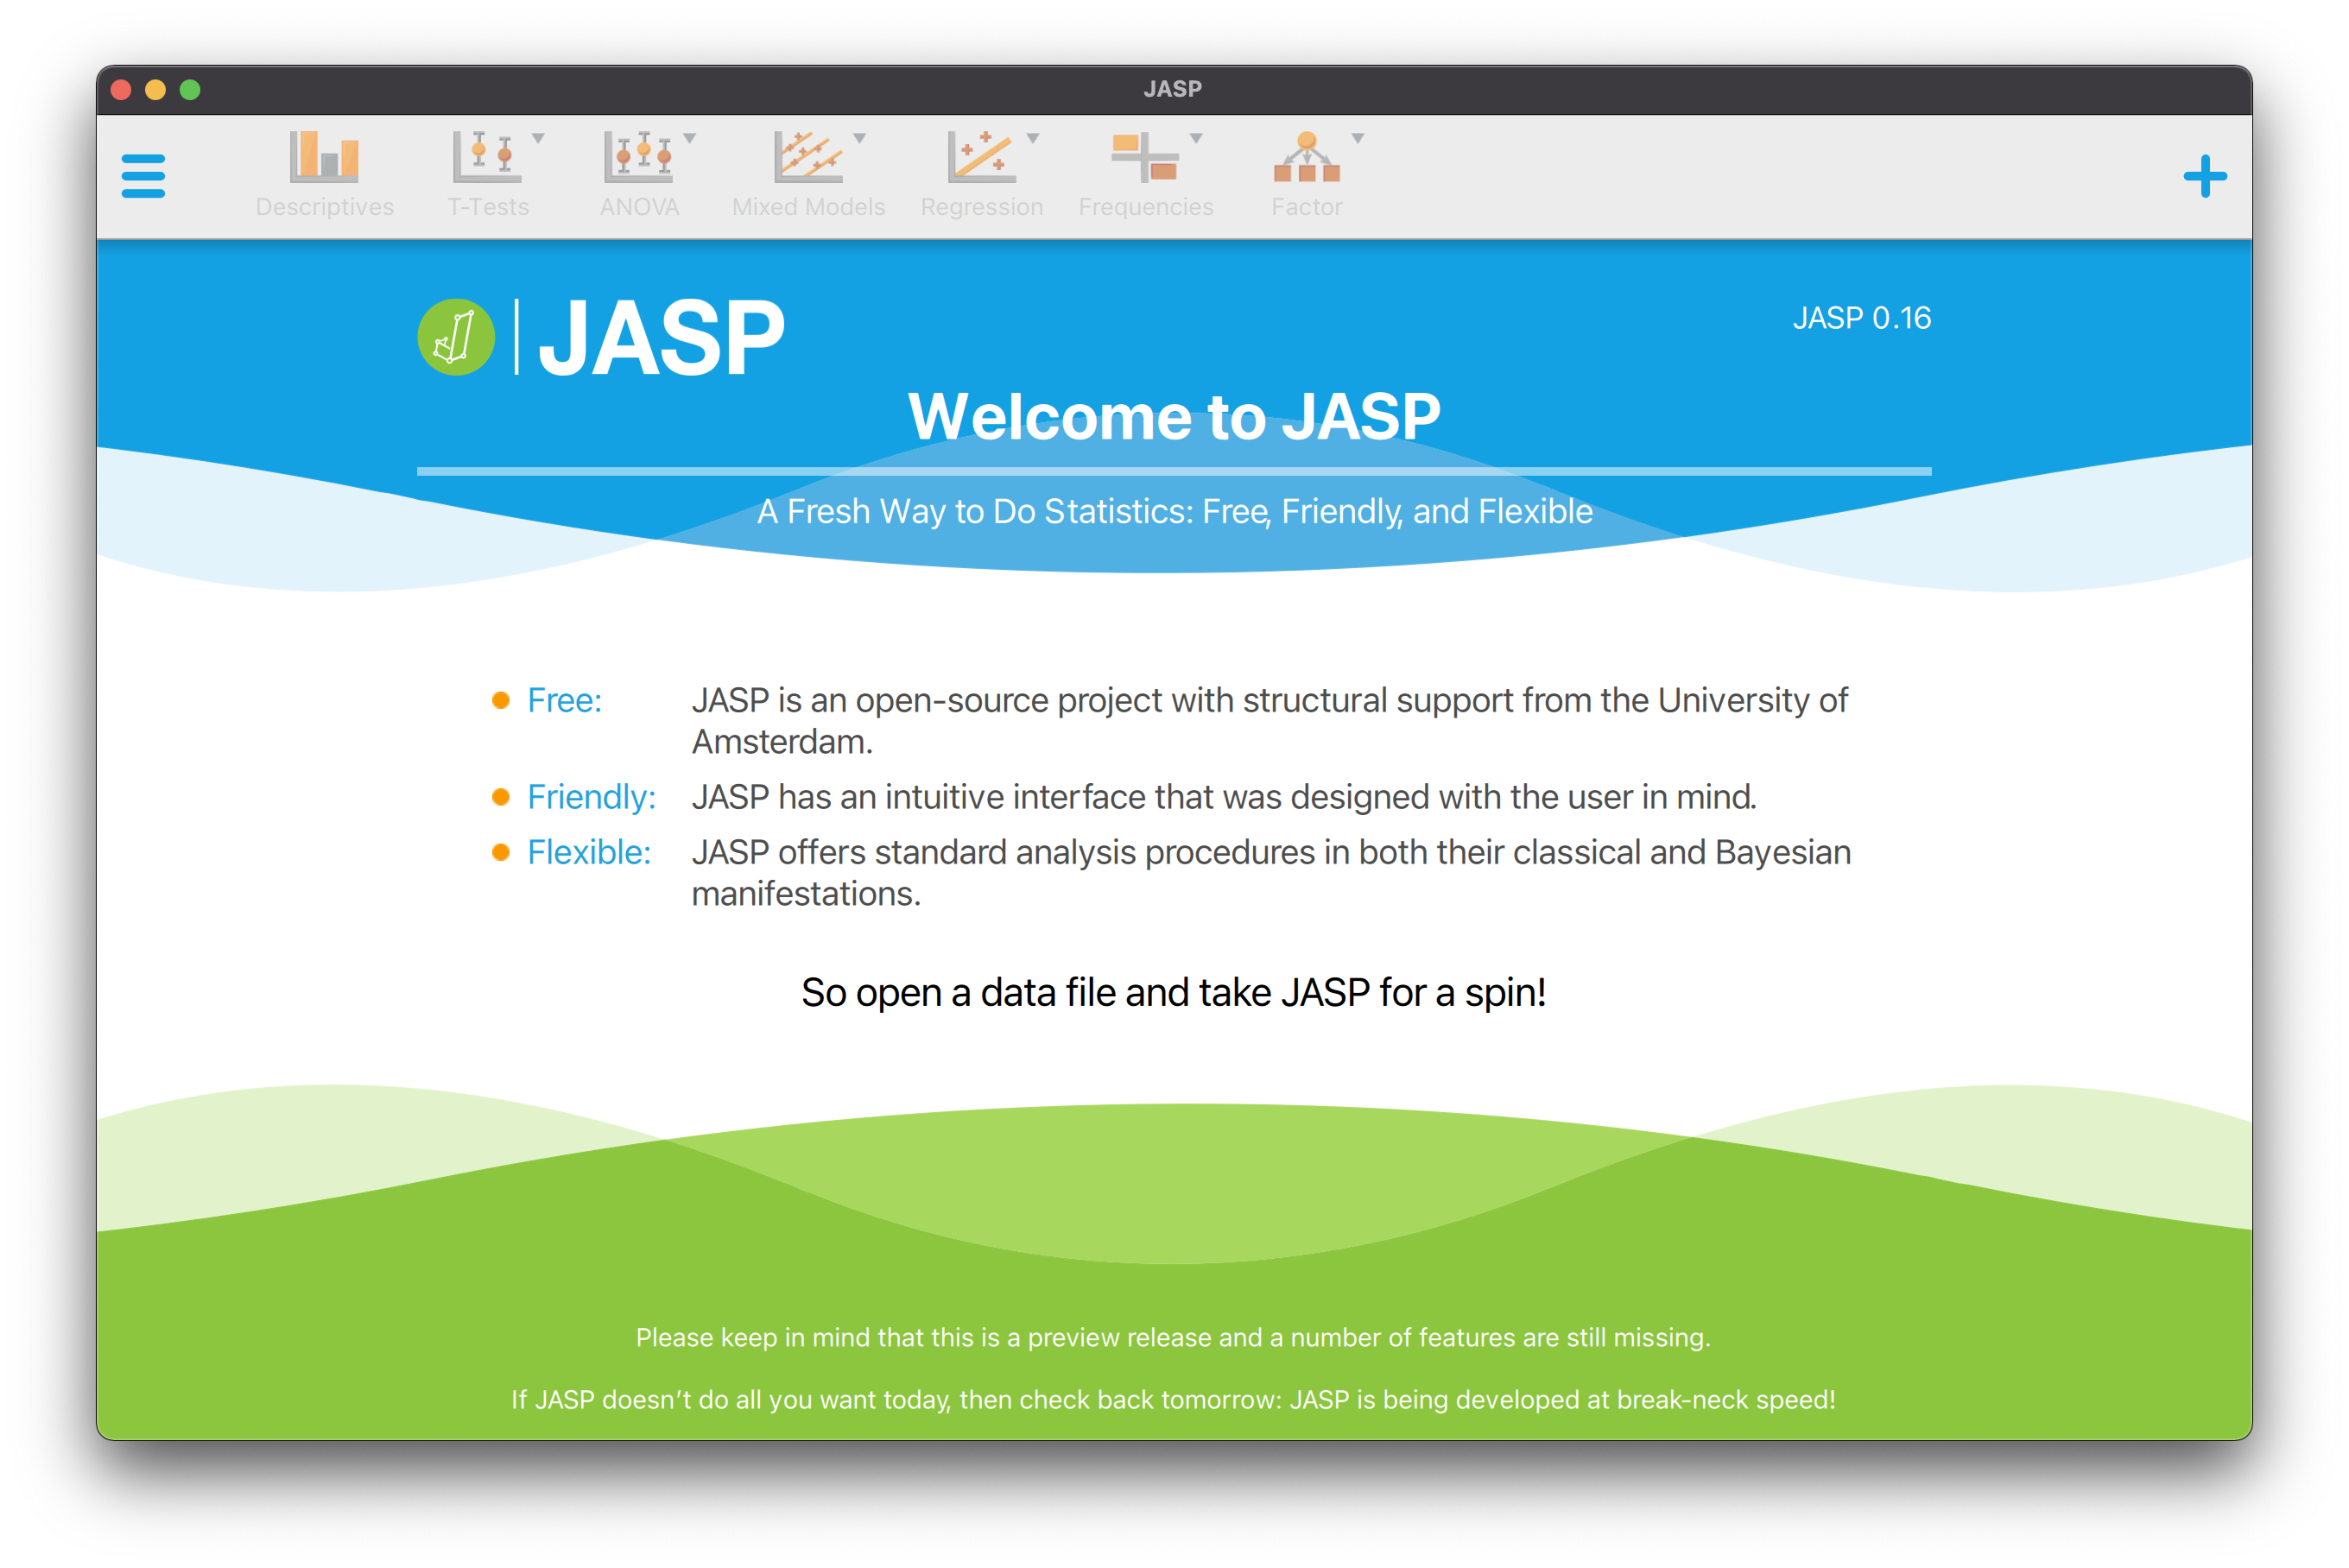 JASP
Descriptives T-Tests ANOVA Mixed Models Regression Frequencies Factor
JASP
JASP 0.16
Welcome to JASP
A Fresh Way to Do Statistics: Free, Friendly, and Flexible
Free: JASP is an open-source project with structural support from the University of
Amsterdam.
Friendly: JASP has an intuitive interface that was designed with the user in mind.
Flexible: JASP offers standard analysis procedures in both their classical and Bayesian
manifestations.
So open a data file and take JASP for a spin!
Please keep in mind that this is a preview release and a number of features are still missing.
If JASP doesn’t do all you want today, then check back tomorrow: JASP is being developed at break-neck speed!